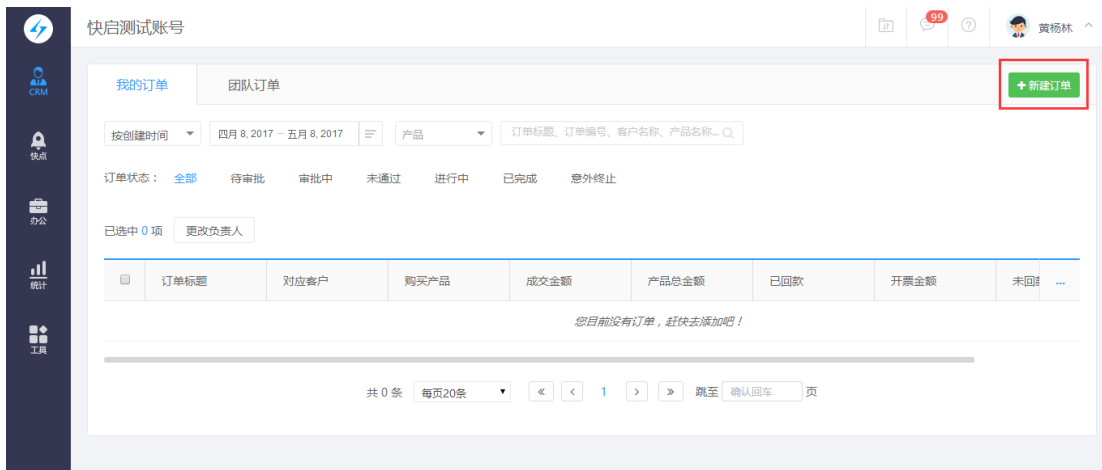 快启测试账号
99
黄杨林
CRM
快点
办公
统计
工具
我的订单 团队订单
+新建订单
按创建时间 四月 8, 2017 – 五月 8, 2017 产品 订单标题、订单编号、客户名称、产品名称...
订单状态: 全部 待审批 审批中 未通过 进行中 已完成 意外终止
已选中 0 项 更改负责人
订单标题 对应客户 购买产品 成交金额 产品总金额 已回款 开票金额 未回 ...
您目前没有订单,赶快去添加吧!
共 0 条 每页20条 « < 1 > » 跳至 确认回车 页